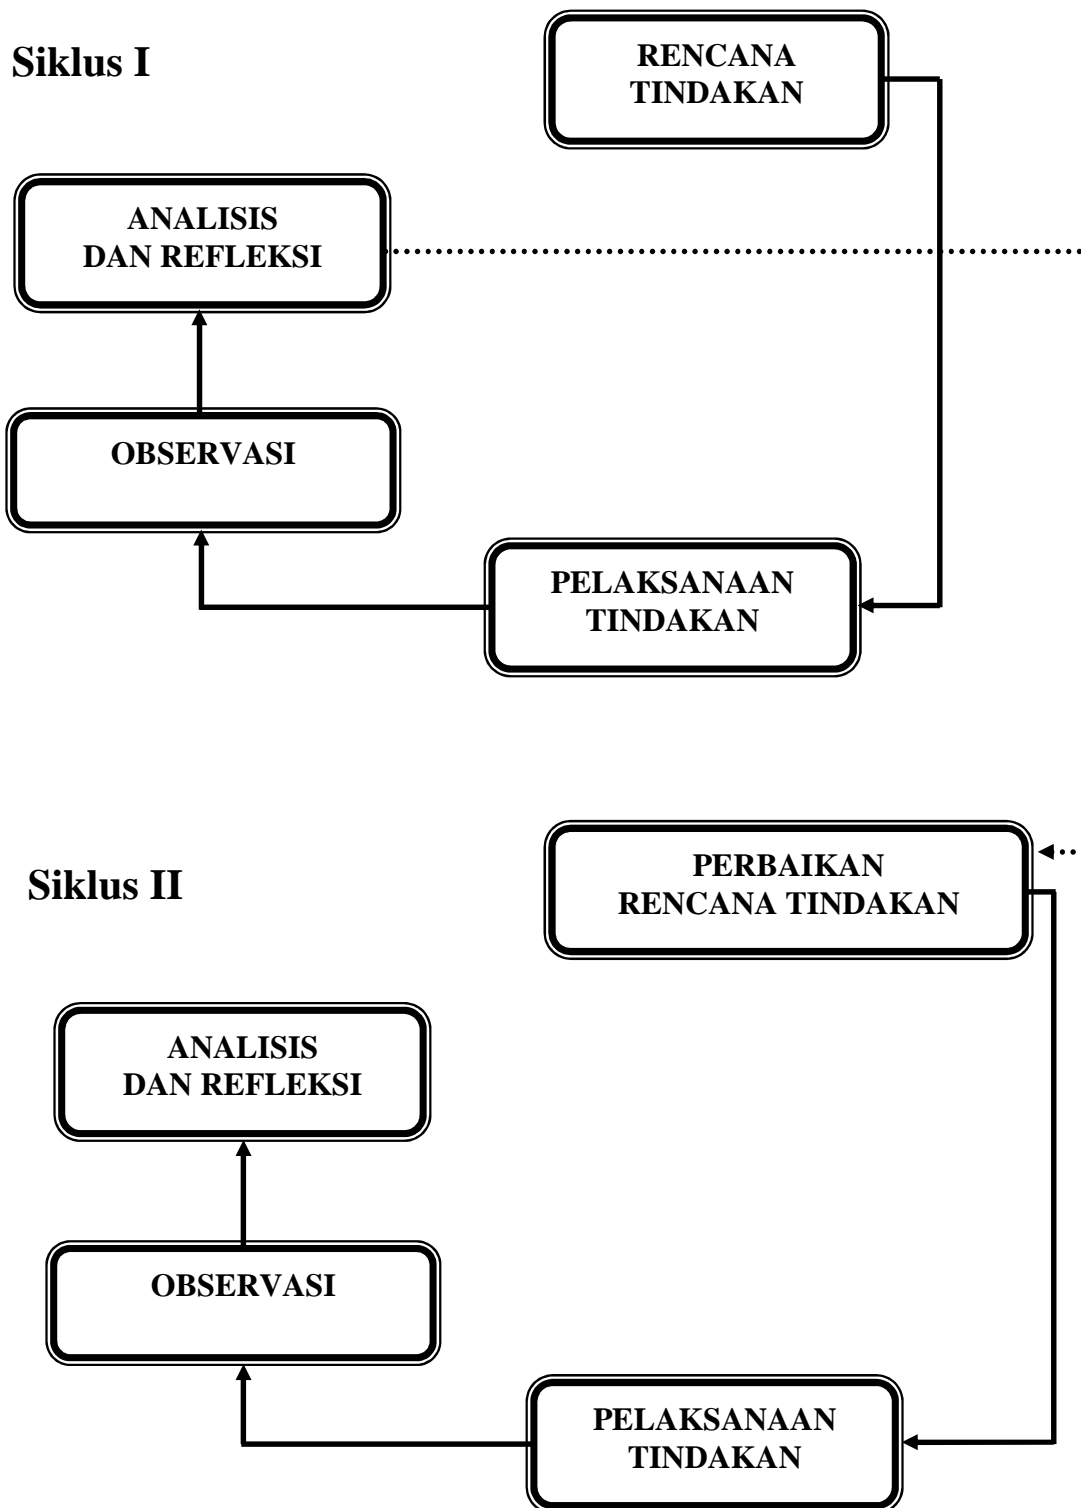 Siklus I
RENCANA
TINDAKAN
ANALISIS
DAN REFLEKSI
OBSERVASI
PELAKSANAAN
TINDAKAN
Siklus II
PERBAIKAN
RENCANA TINDAKAN
ANALISIS
DAN REFLEKSI
OBSERVASI
PELAKSANAAN
TINDAKAN